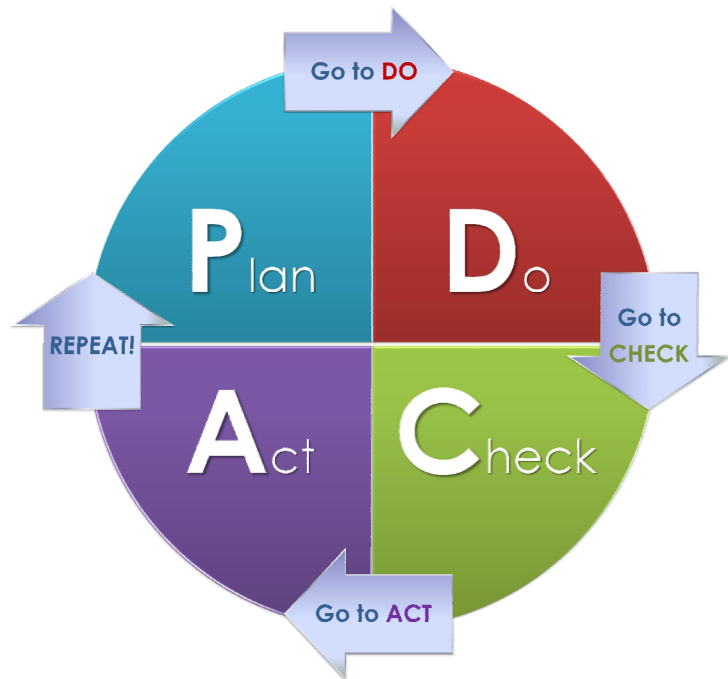 Go to DO
Plan
Do
Go to
CHECK
REPEAT!
Act
Check
Go to ACT